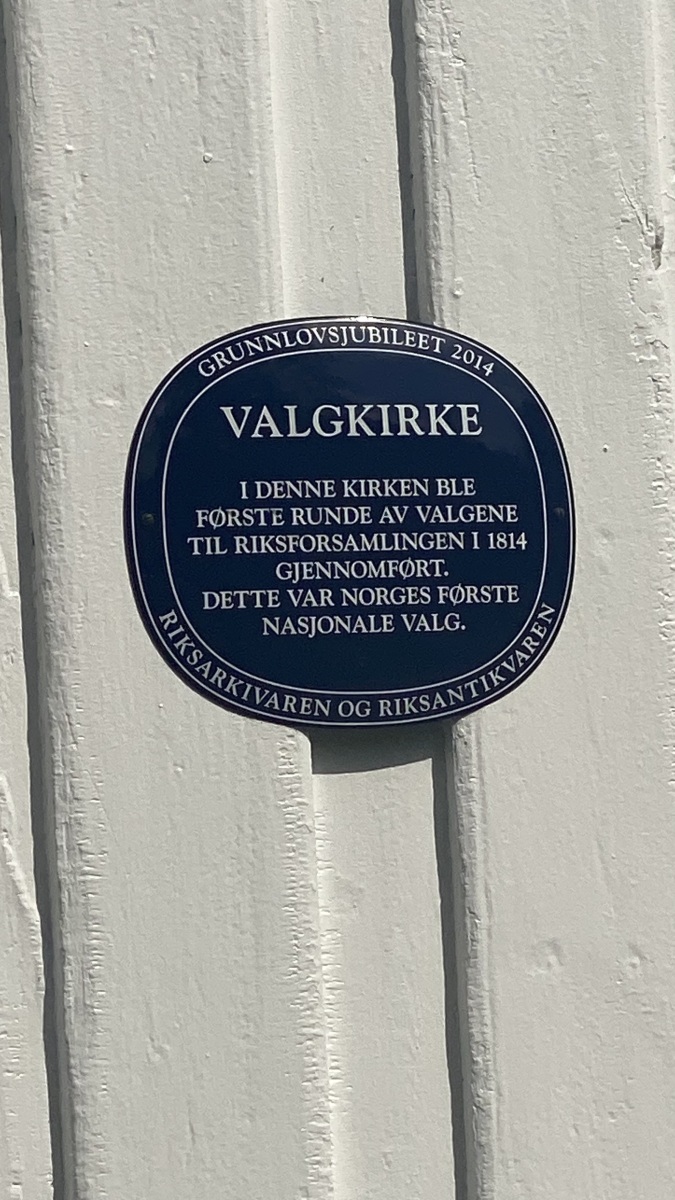 GRUNNLOVSJUBILEET 2014
VALGKIRKE
I DENNE KIRKEN BLE
FØRSTE RUNDE AV VALGENE
TIL RIKSFORSAMLINGEN I 1814
GJENNOMFØRT.
DETTE VAR NORGES FØRSTE
NASJONALE VALG.
RIKSARKIVAREN OG RIKSANTIKVAREN